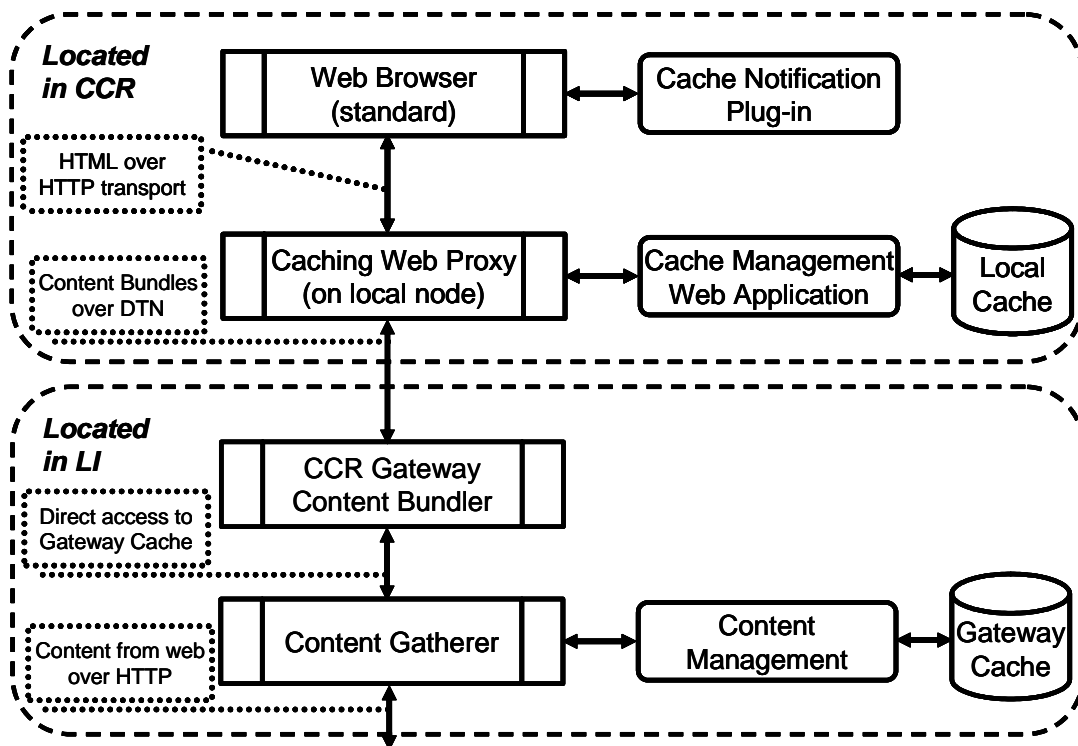 Located
in CCR
Web Browser
(standard)
Cache Notification
Plug-in
HTML over
HTTP transport
Caching Web Proxy
(on local node)
Cache Management
Web Application
Local
Cache
Content Bundles
over DTN
Located
in LI
CCR Gateway
Content Bundler
Direct access to
Gateway Cache
Content Gatherer
Content
Management
Gateway
Cache
Content from web
over HTTP